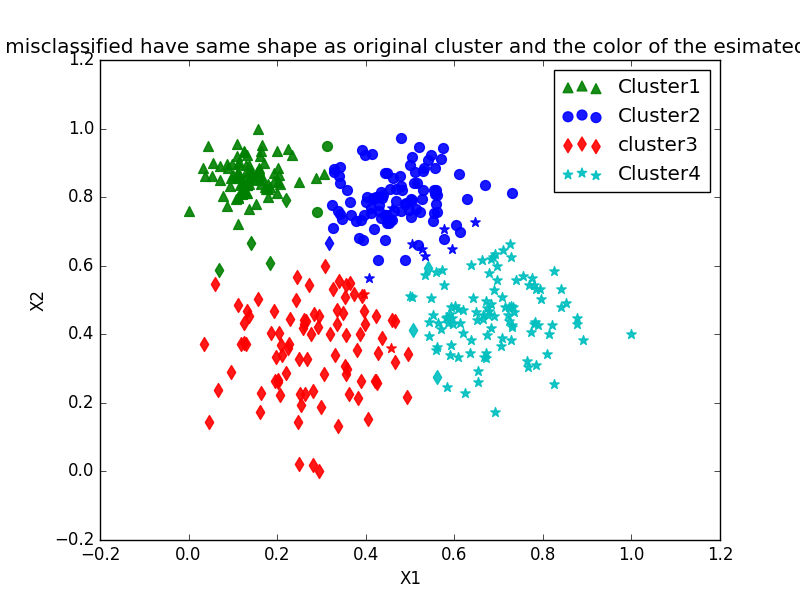 misclassified have same shape as original cluster and the color of the esimated
1.2
1.0
0.8
0.6
0.4
0.2
0.0
−0.2
X2
Cluster1
Cluster2
cluster3
Cluster4
−0.2 0.0 0.2 0.4 0.6 0.8 1.0 1.2
X1